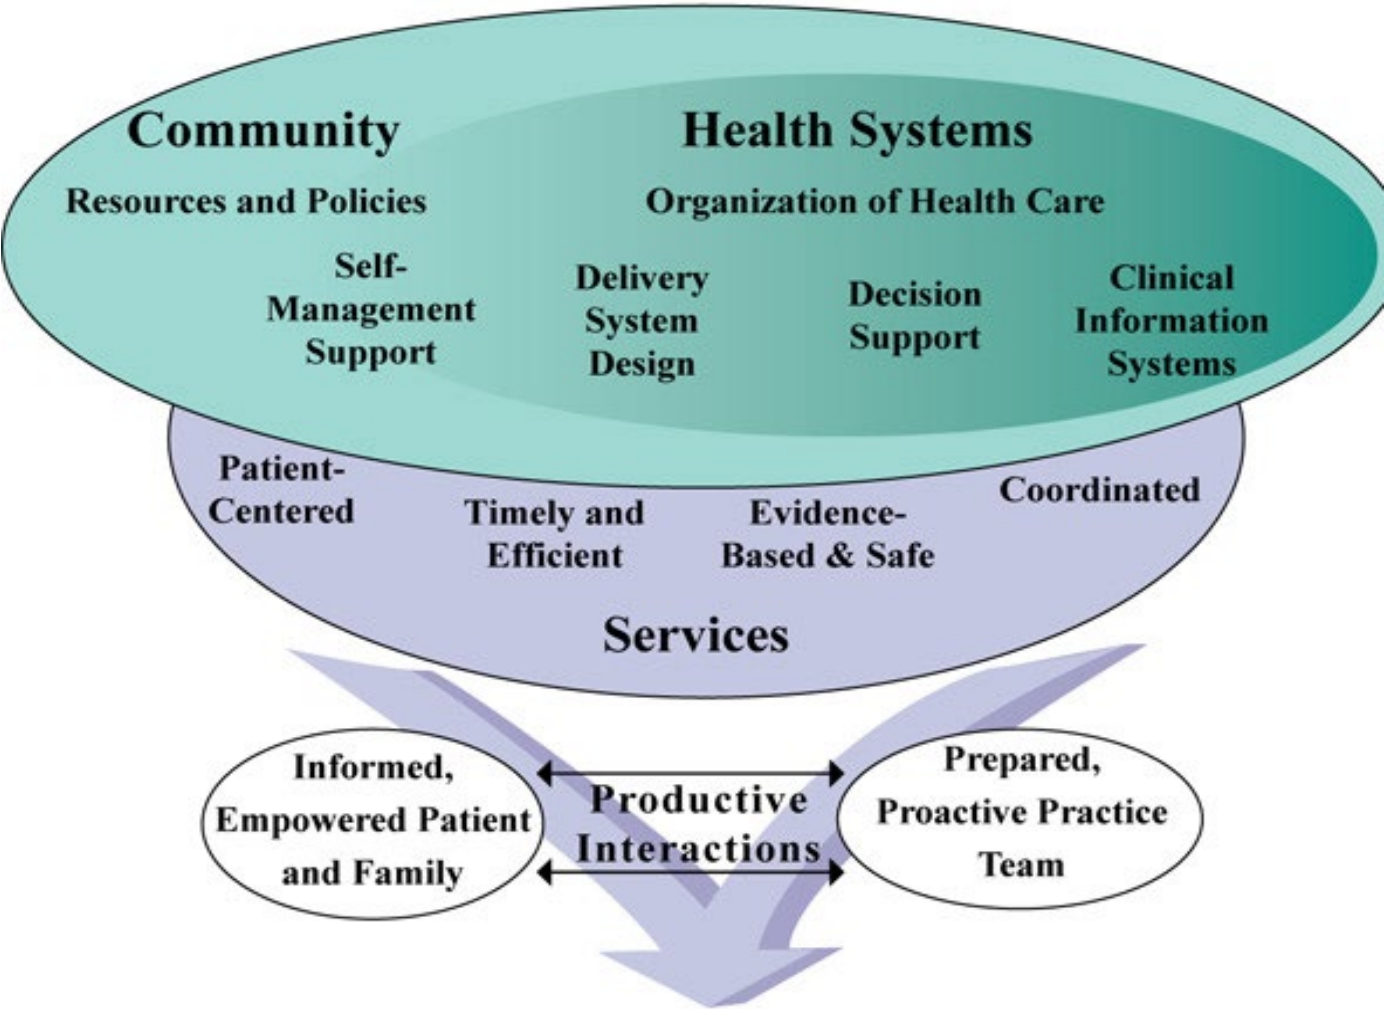 Community
Health Systems
Resources and Policies
Organization of Health Care
Self-
Management
Support
Delivery
System
Design
Decision
Support
Clinical
Information
Systems
Patient-
Centered
Timely and
Efficient
Evidence-
Based & Safe
Coordinated
Services
Informed,
Empowered Patient
and Family
Productive
Interactions
Prepared,
Proactive Practice
Team